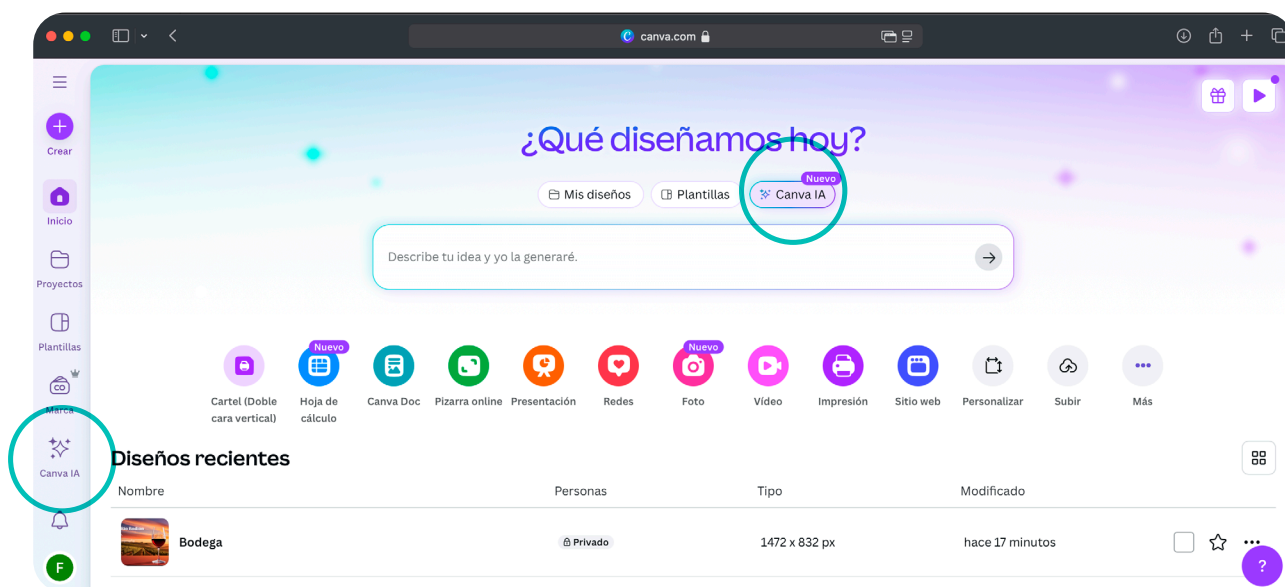 canva.com
Crear
Inicio
Proyectos
Plantillas
Marca
Canva IA
F
¿Qué diseñamos hoy?
Mis diseños
Plantillas
Canva IA
Nuevo
Describe tu idea y yo la generaré.
Cartel (Doble
cara vertical)
Nuevo
Hoja de
cálculo
Canva Doc
Pizarra online
Presentación
Redes
Nuevo
Foto
Vídeo
Impresión
Sitio web
Personalizar
Subir
Más
Diseños recientes
Nombre Personas Tipo Modificado
Bodega Privado 1472 x 832 px hace 17 minutos
?